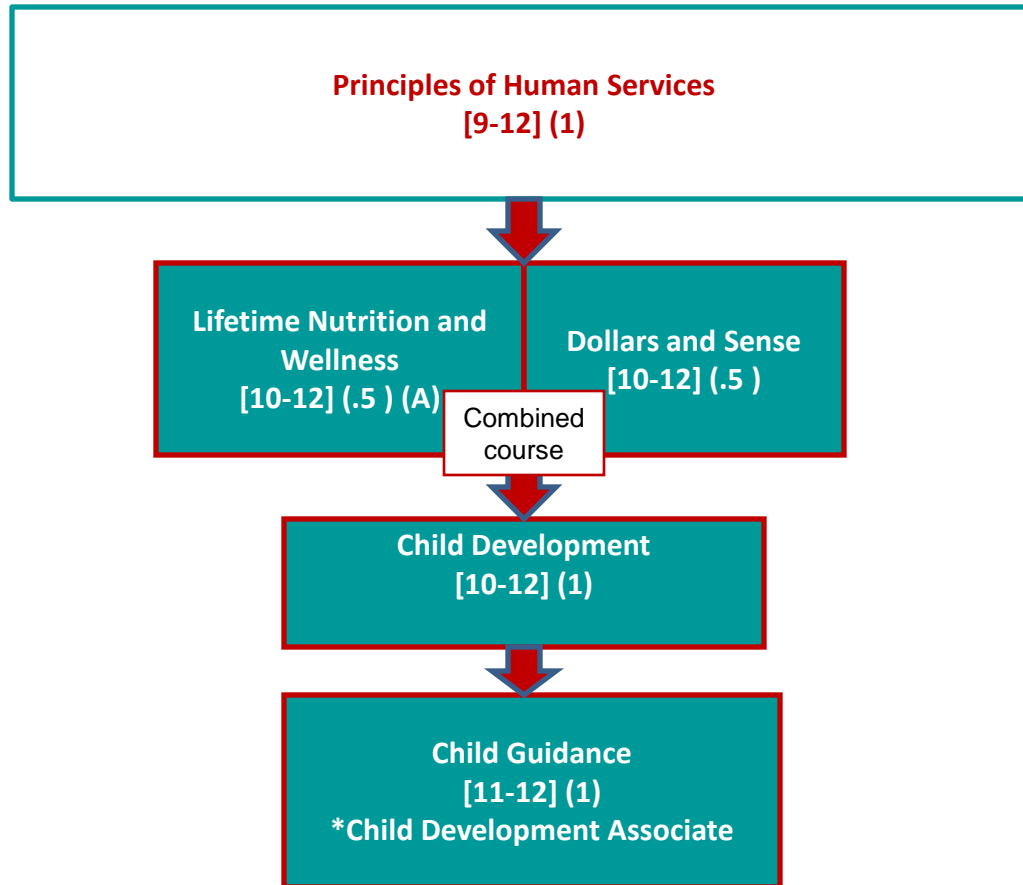 Principles of Human Services
[9-12] (1)
Lifetime Nutrition and
Wellness
[10-12] (.5 ) (A)
Dollars and Sense
[10-12] (.5 )
Combined
course
Child Development
[10-12] (1)
Child Guidance
[11-12] (1)
*Child Development Associate